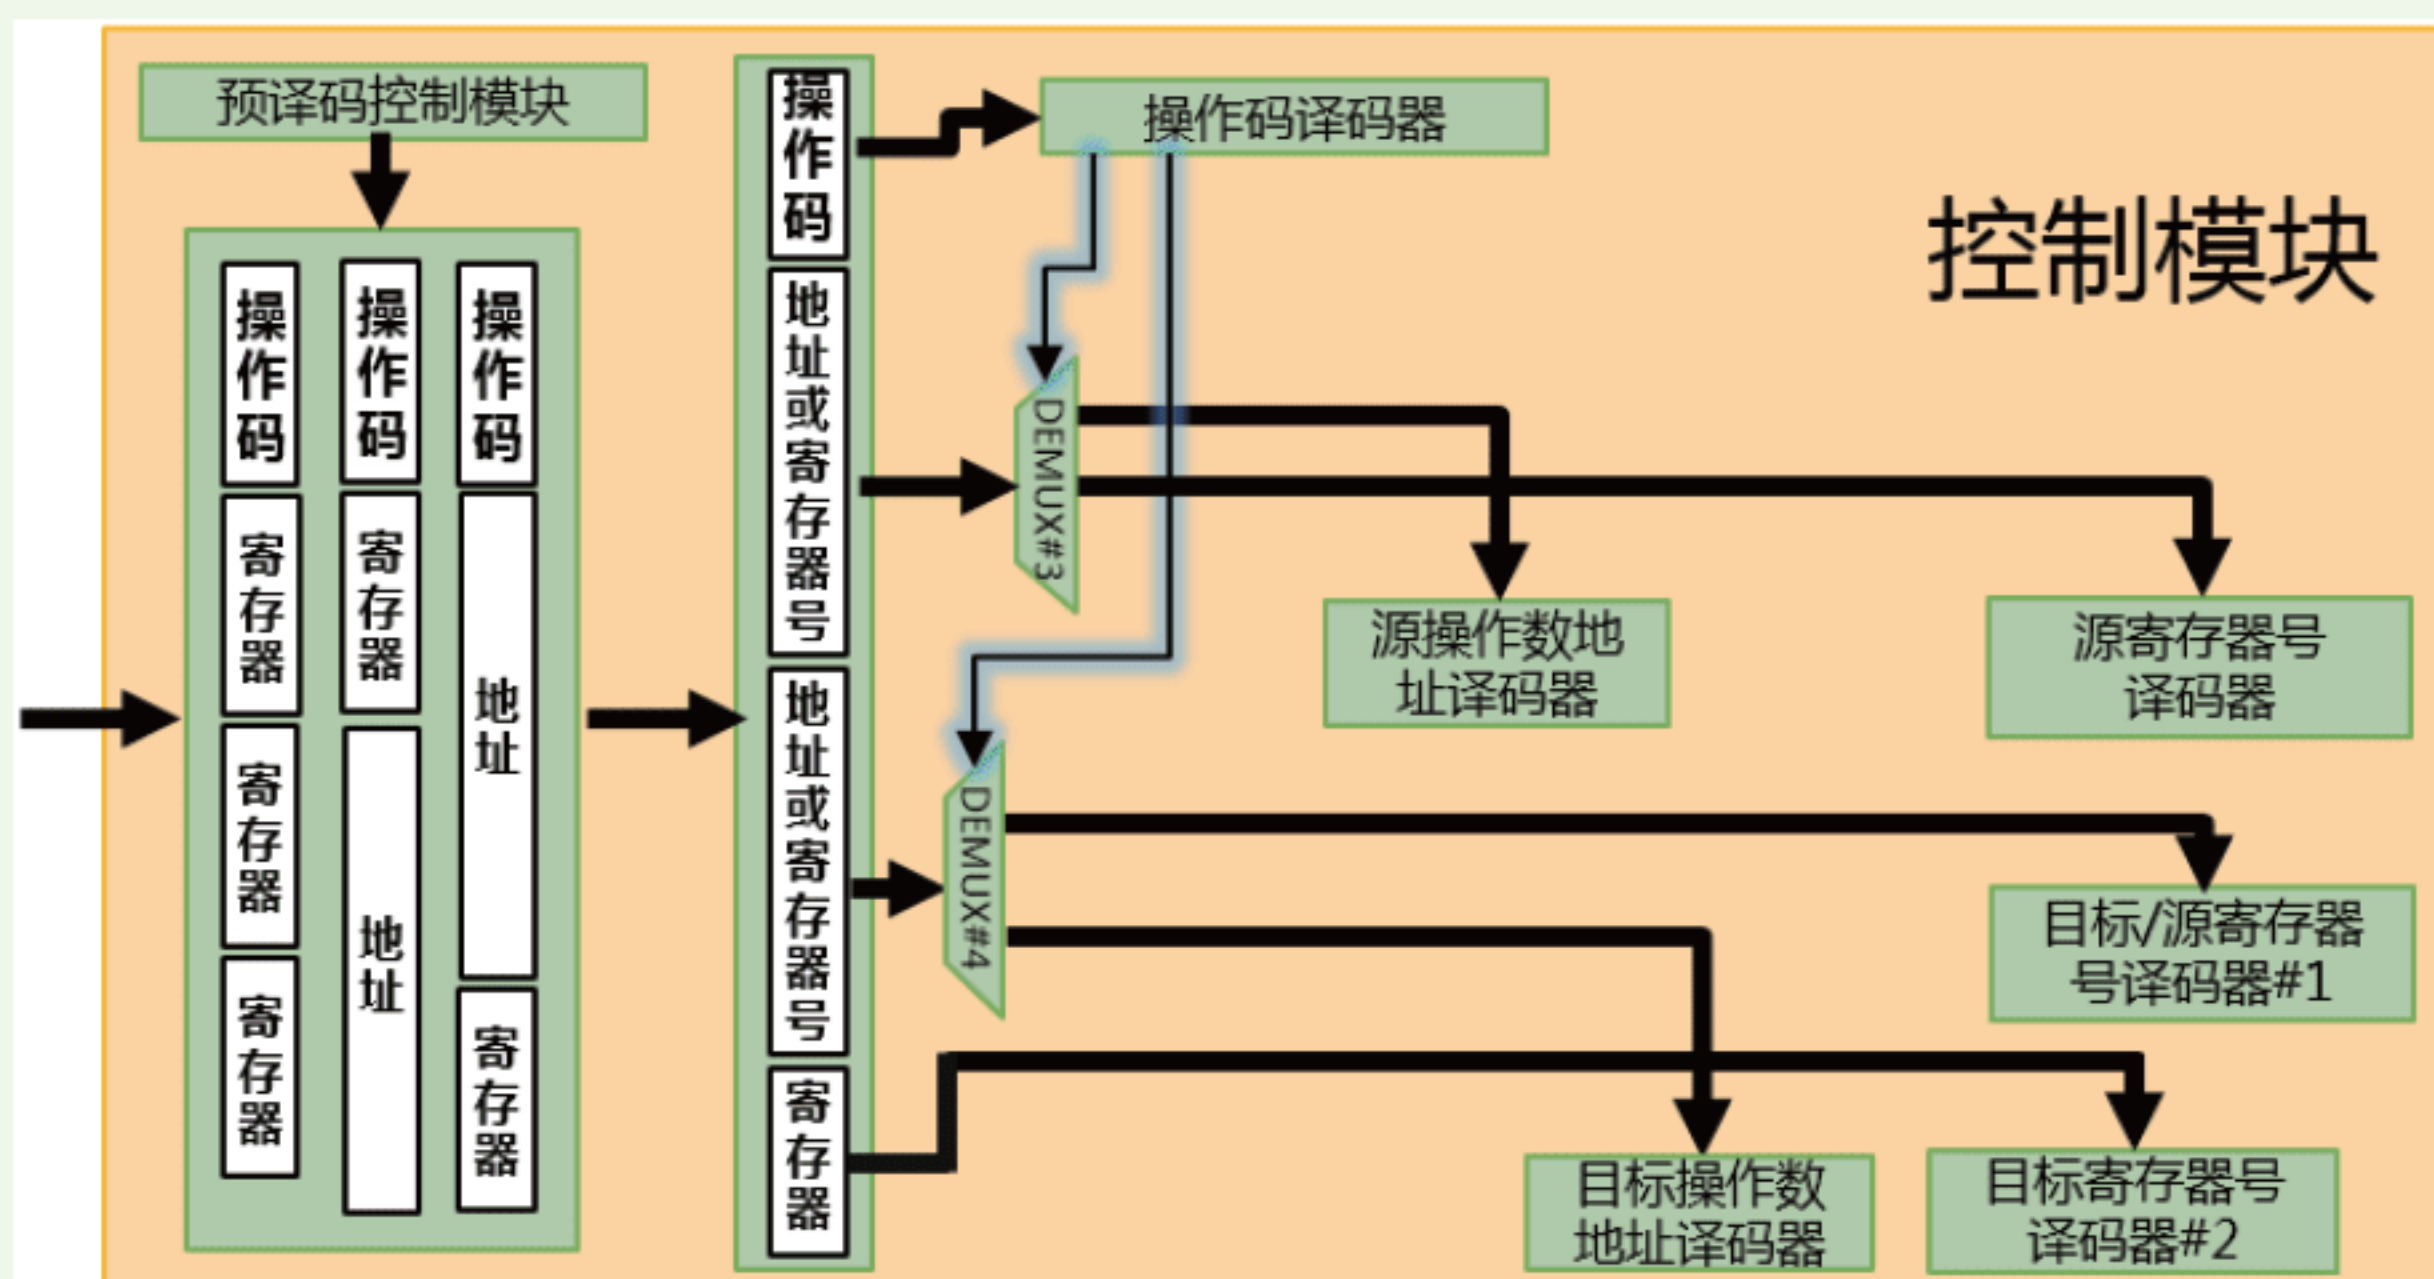 预译码控制模块
操作码
寄存器
寄存器
寄存器
操作码
寄存器
地址
操作码
地址
寄存器
操作码
地址或寄存器号
地址或寄存器号
寄存器
操作码译码器
控制模块
DEMUX#3
源操作数地
址译码器
源寄存器号
译码器
DEMUX#4
目标/源寄存器
号译码器#1
目标操作数
地址译码器
目标寄存器号
译码器#2